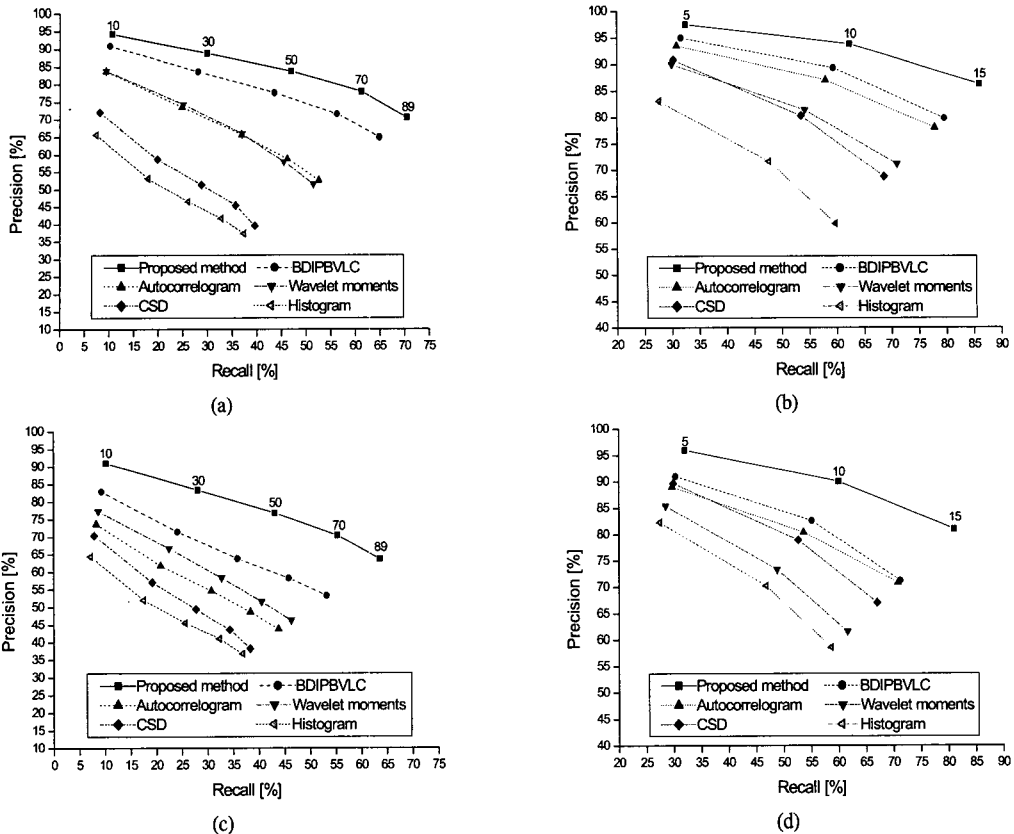 100
95
90
85
80
75
70
65
60
55
50
45
40
35
30
25
20
15
10
Precision [%]
10
30
50
70
89
Proposed method
BDIPBVLC
Autocorrelogram
Wavelet moments
CSD
Histogram
0 5 10 15 20 25 30 35 40 45 50 55 60 65 70 75
Recall [%]
(a)
100
95
90
85
80
75
70
65
60
55
50
45
40
Precision [%]
5
10
15
Proposed method
BDIPBVLC
Autocorrelogram
Wavelet moments
CSD
Histogram
20 25 30 35 40 45 50 55 60 65 70 75 80 85 90
Recall [%]
(b)
100
95
90
85
80
75
70
65
60
55
50
45
40
35
30
25
20
15
10
Precision [%]
10
30
50
70
89
Proposed method
BDIPBVLC
Autocorrelogram
Wavelet moments
CSD
Histogram
0 5 10 15 20 25 30 35 40 45 50 55 60 65 70 75
Recall [%]
(c)
100
95
90
85
80
75
70
65
60
55
50
45
40
Precision [%]
5
10
15
Proposed method
BDIPBVLC
Autocorrelogram
Wavelet moments
CSD
Histogram
20 25 30 35 40 45 50 55 60 65 70 75 80 85 90
Recall [%]
(d)